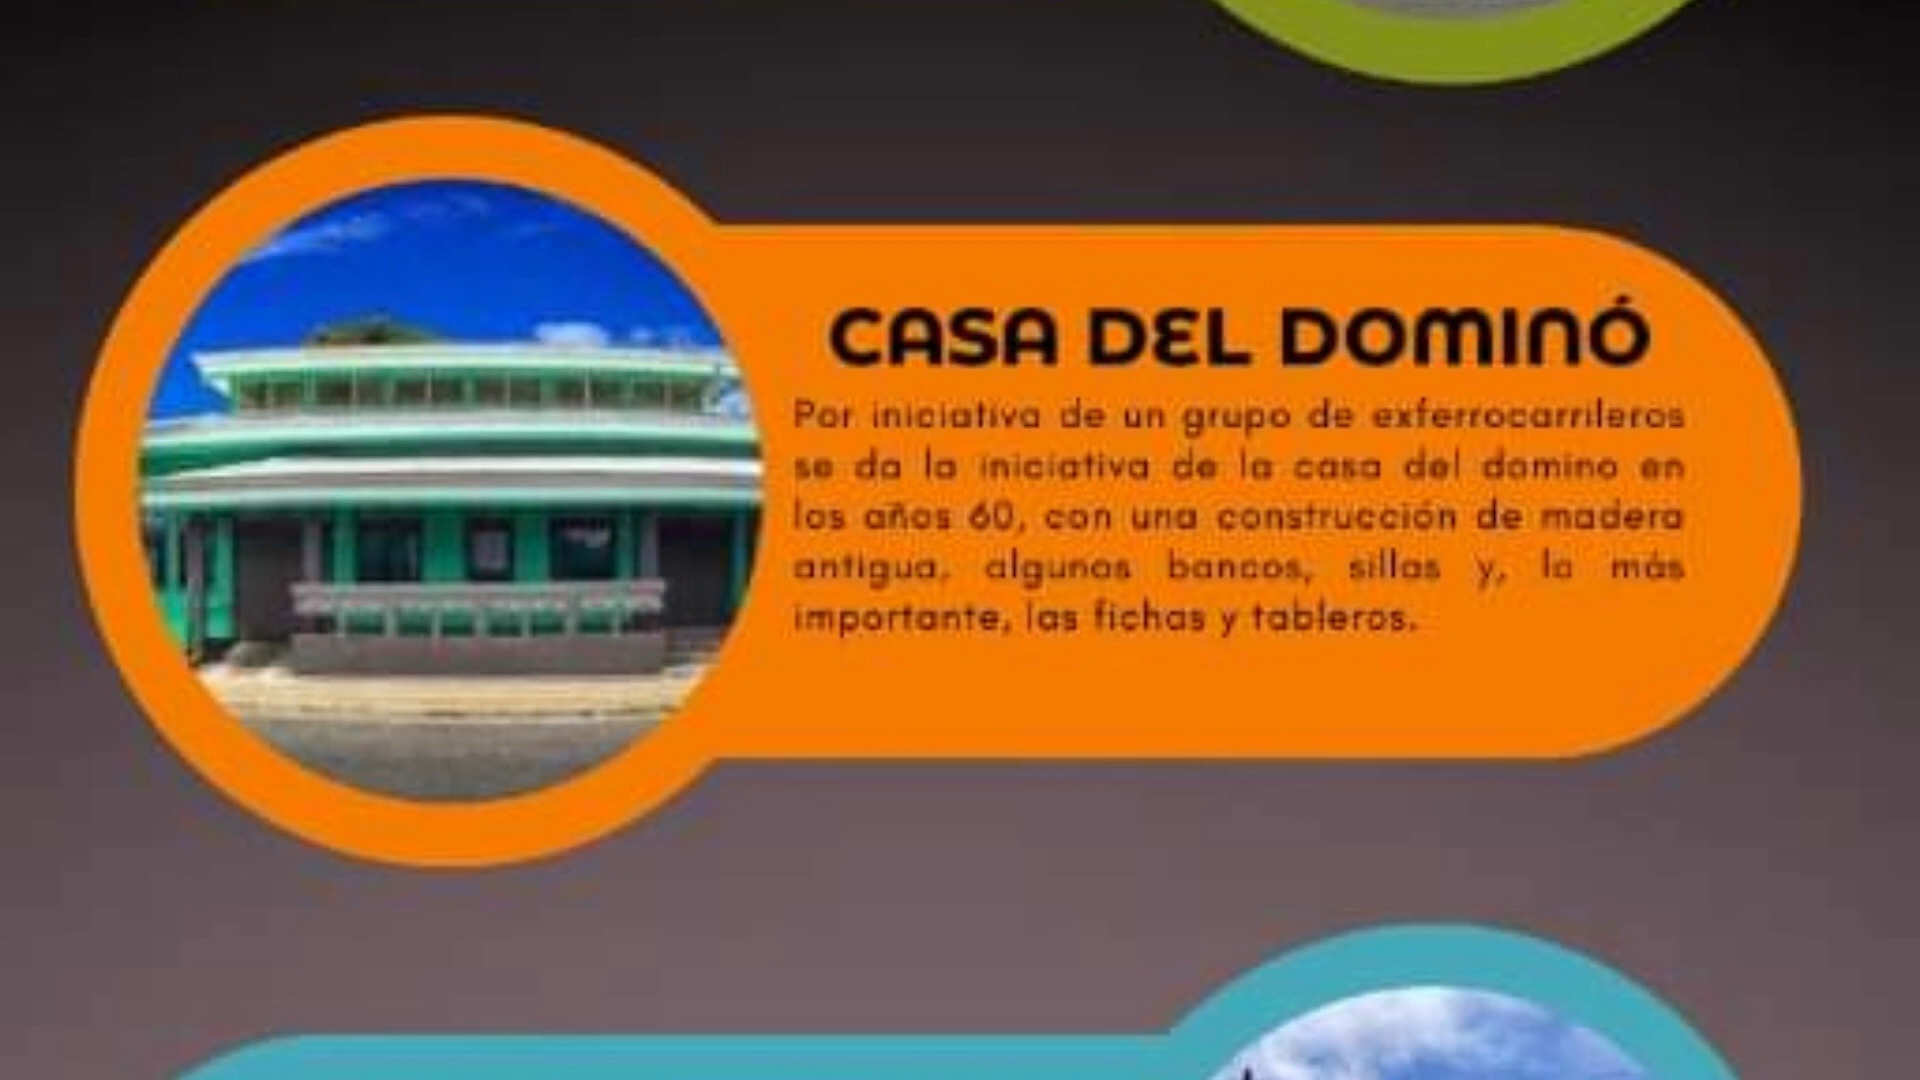 CASA DEL DOMINÓ
Por iniciativa de un grupo de exferrocarrileros
se da la iniciativa de la casa del domino en
los años 60, con una construcción de madera
antigua, algunos bancos, sillas y, lo más
importante, las fichas y tableros.